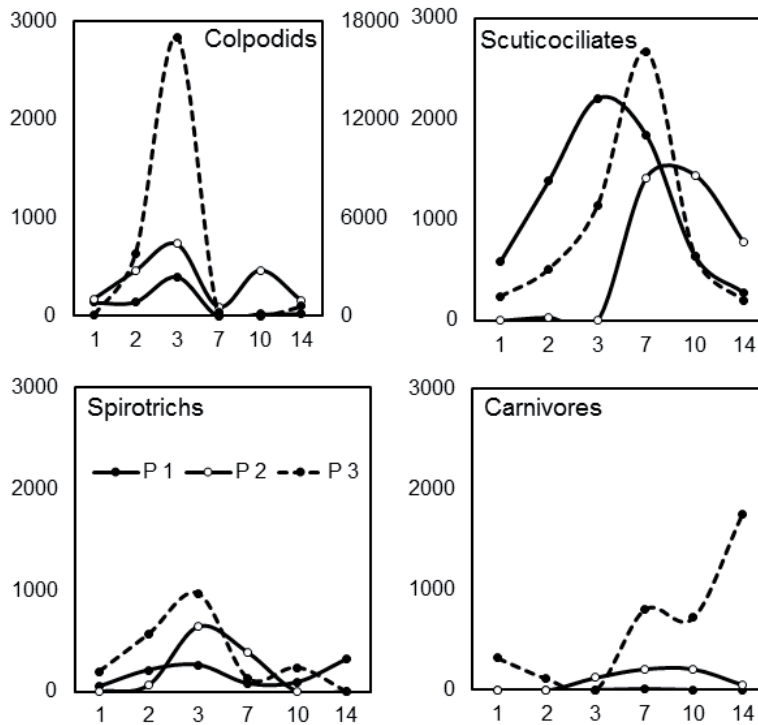 3000 Colpodids 18000
2000 12000
1000 6000
0 0
1 2 3 7 10 14
3000 Scuticociliates
2000
1000
0
1 2 3 7 10 14
3000 Spirotrichs
P 1 P 2 P 3
2000
1000
0
1 2 3 7 10 14
3000 Carnivores
2000
1000
0
1 2 3 7 10 14